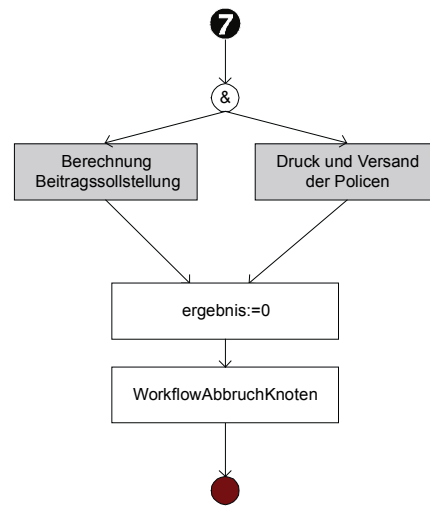 7
&
Berechnung
Beitragssollstellung
Druck und Versand
der Policen
ergebnis:=0
WorkflowAbbruchKnoten